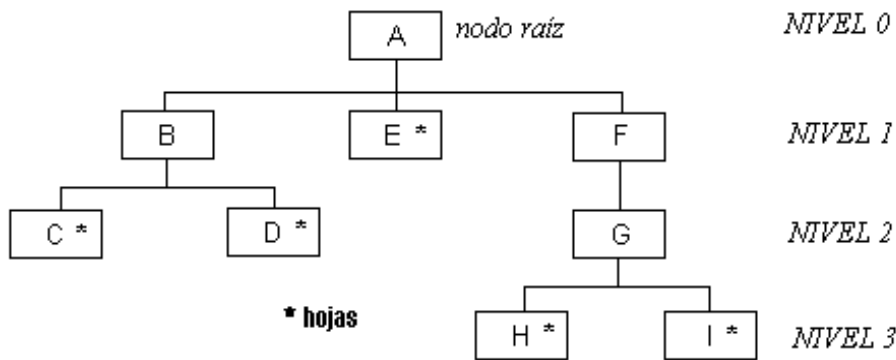 A nodo raíz NIVEL 0
B E * F NIVEL 1
C * D * G NIVEL 2
* hojas
H * I * NIVEL 3